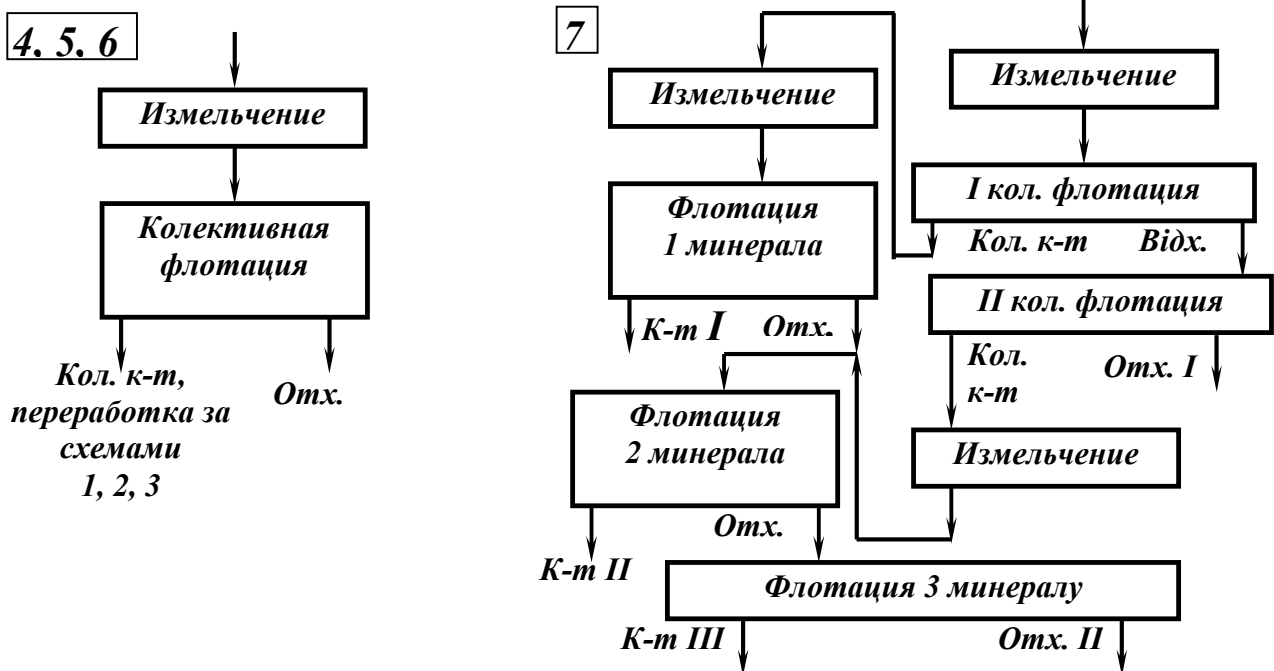 4, 5, 6
Измельчение
Колективная
флотация
Кол. к-т,
переработка за
схемами
1, 2, 3
Отх.
7
Измельчение
Измельчение
I кол. флотация
Кол. к-т
Відх.
Флотация
1 минерала
II кол. флотация
К-т I
Отх.
Кол.
к-т
Отх. I
Флотация
2 минерала
Измельчение
Отх.
К-т II
Флотация 3 минералу
К-т III
Отх. II